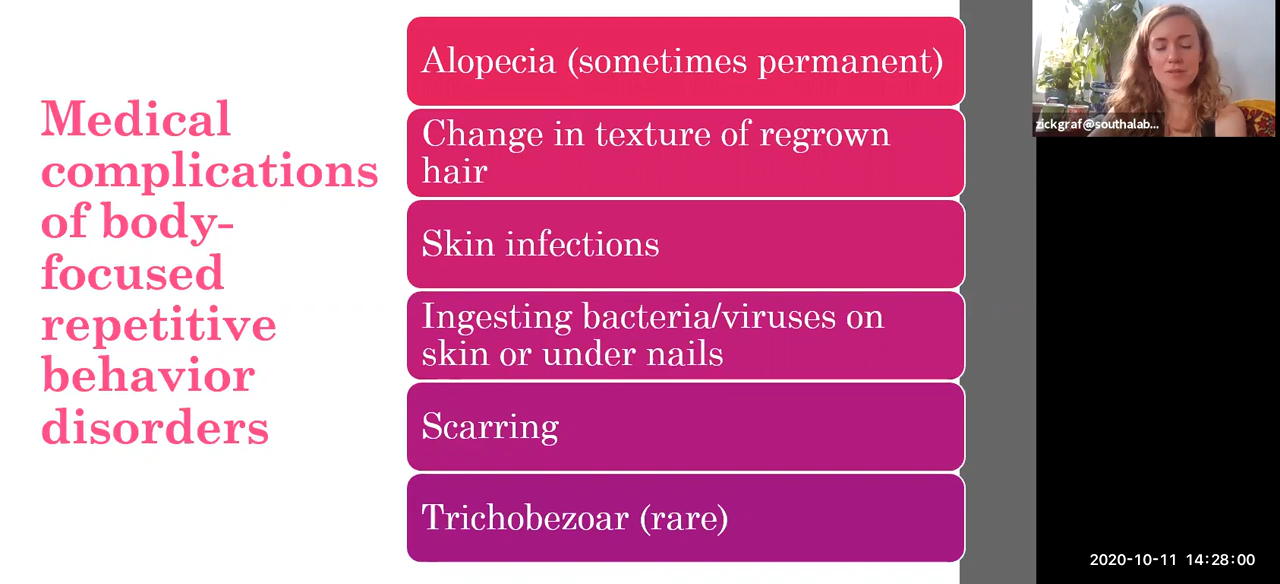 Medical
complications
of body-
focused
repetitive
behavior
disorders
Alopecia (sometimes permanent)
Change in texture of regrown
hair
Skin infections
Ingesting bacteria/viruses on
skin or under nails
Scarring
Trichobezoar (rare)
zickgraf@southalab...
2020-10-11 14:28:00